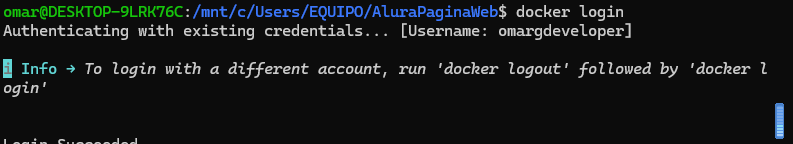 omar@DESKTOP-9LRK76C:/mnt/c/Users/EQUIPO/AluraPaginaWeb$ docker login
Authenticating with existing credentials... [Username: omargdeveloper]
i Info → To login with a different account, run 'docker logout' followed by 'docker l
ogin'
Login Succeeded